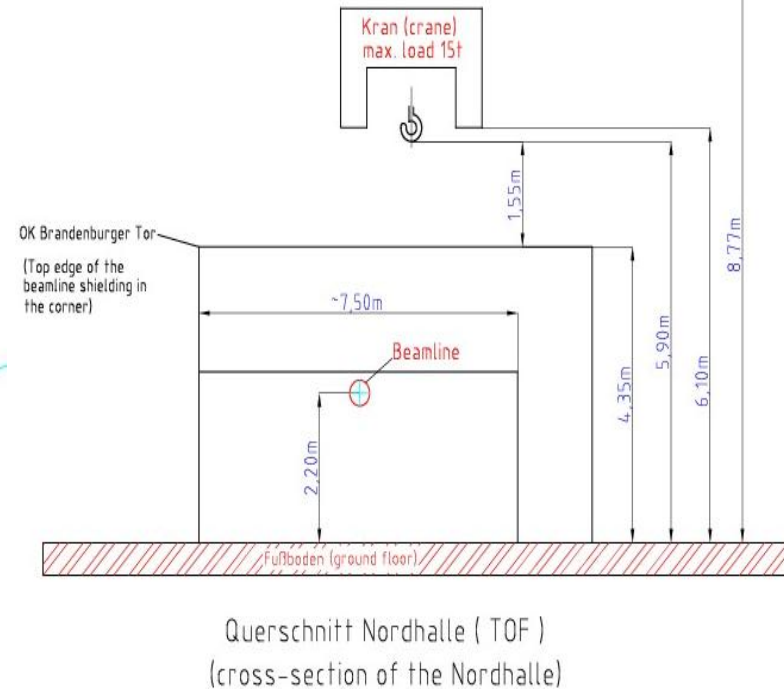 Kran (crane)
max. load 15t
1,55m
OK Brandenburger Tor
(Top edge of the
beamline shielding in
the corner)
8,77m
~7,50m
5,90m
Beamline
6,10m
4,35m
2,20m
Fußboden (ground floor)
Querschnitt Nordhalle ( TOF )
(cross-section of the Nordhalle)